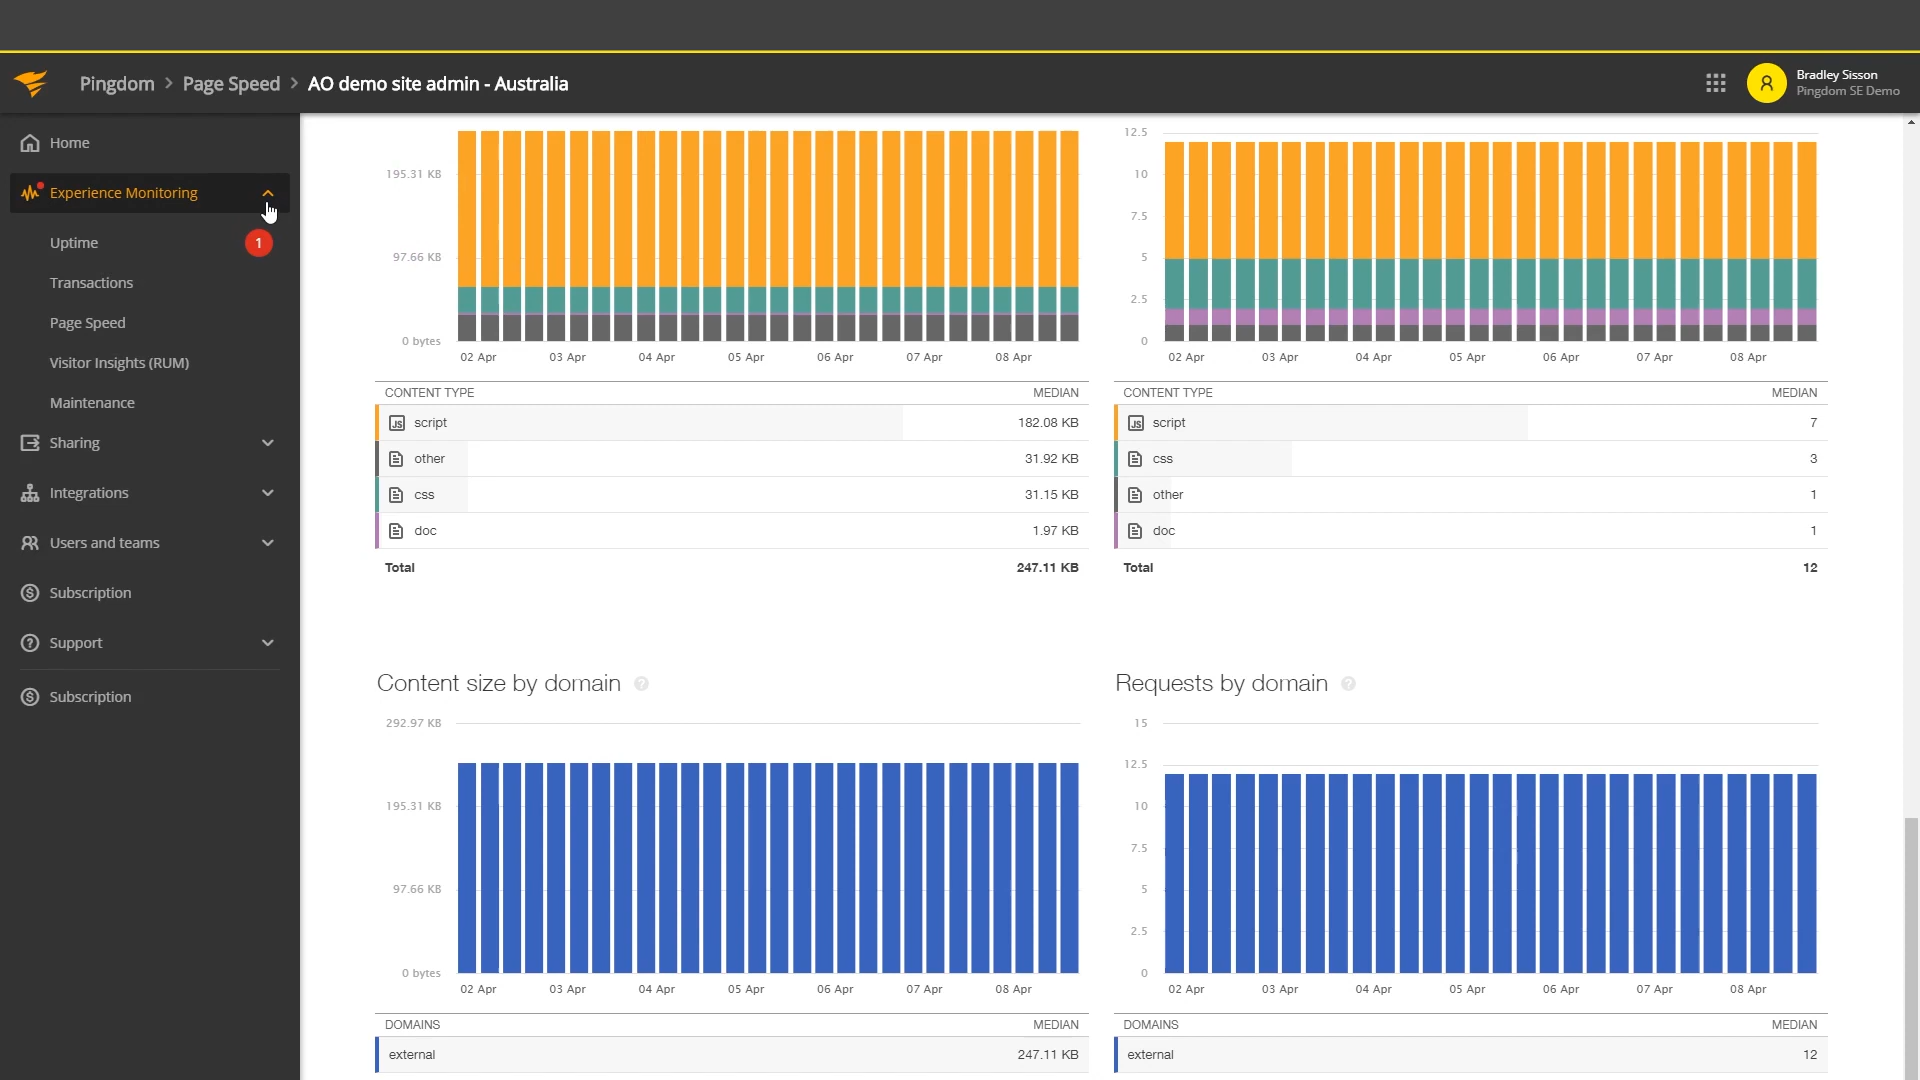 Pingdom > Page Speed > AO demo site admin - Australia
Bradley Sisson
Pingdom SE Demo
Home
Experience Monitoring
Uptime 1
Transactions
Page Speed
Visitor Insights (RUM)
Maintenance
Sharing
Integrations
Users and teams
Subscription
Support
Subscription
195.31 KB
97.66 KB
0 bytes
02 Apr 03 Apr 04 Apr 05 Apr 06 Apr 07 Apr 08 Apr
CONTENT TYPE MEDIAN
JS script 182.08 KB
other 31.92 KB
css 31.15 KB
doc 1.97 KB
Total 247.11 KB
12.5
10
7.5
5
2.5
0
02 Apr 03 Apr 04 Apr 05 Apr 06 Apr 07 Apr 08 Apr
CONTENT TYPE MEDIAN
JS script 7
css 3
other 1
doc 1
Total 12
Content size by domain ?
292.97 KB
195.31 KB
97.66 KB
0 bytes
02 Apr 03 Apr 04 Apr 05 Apr 06 Apr 07 Apr 08 Apr
DOMAINS MEDIAN
external 247.11 KB
Requests by domain ?
15
12.5
10
7.5
5
2.5
0
02 Apr 03 Apr 04 Apr 05 Apr 06 Apr 07 Apr 08 Apr
DOMAINS MEDIAN
external 12